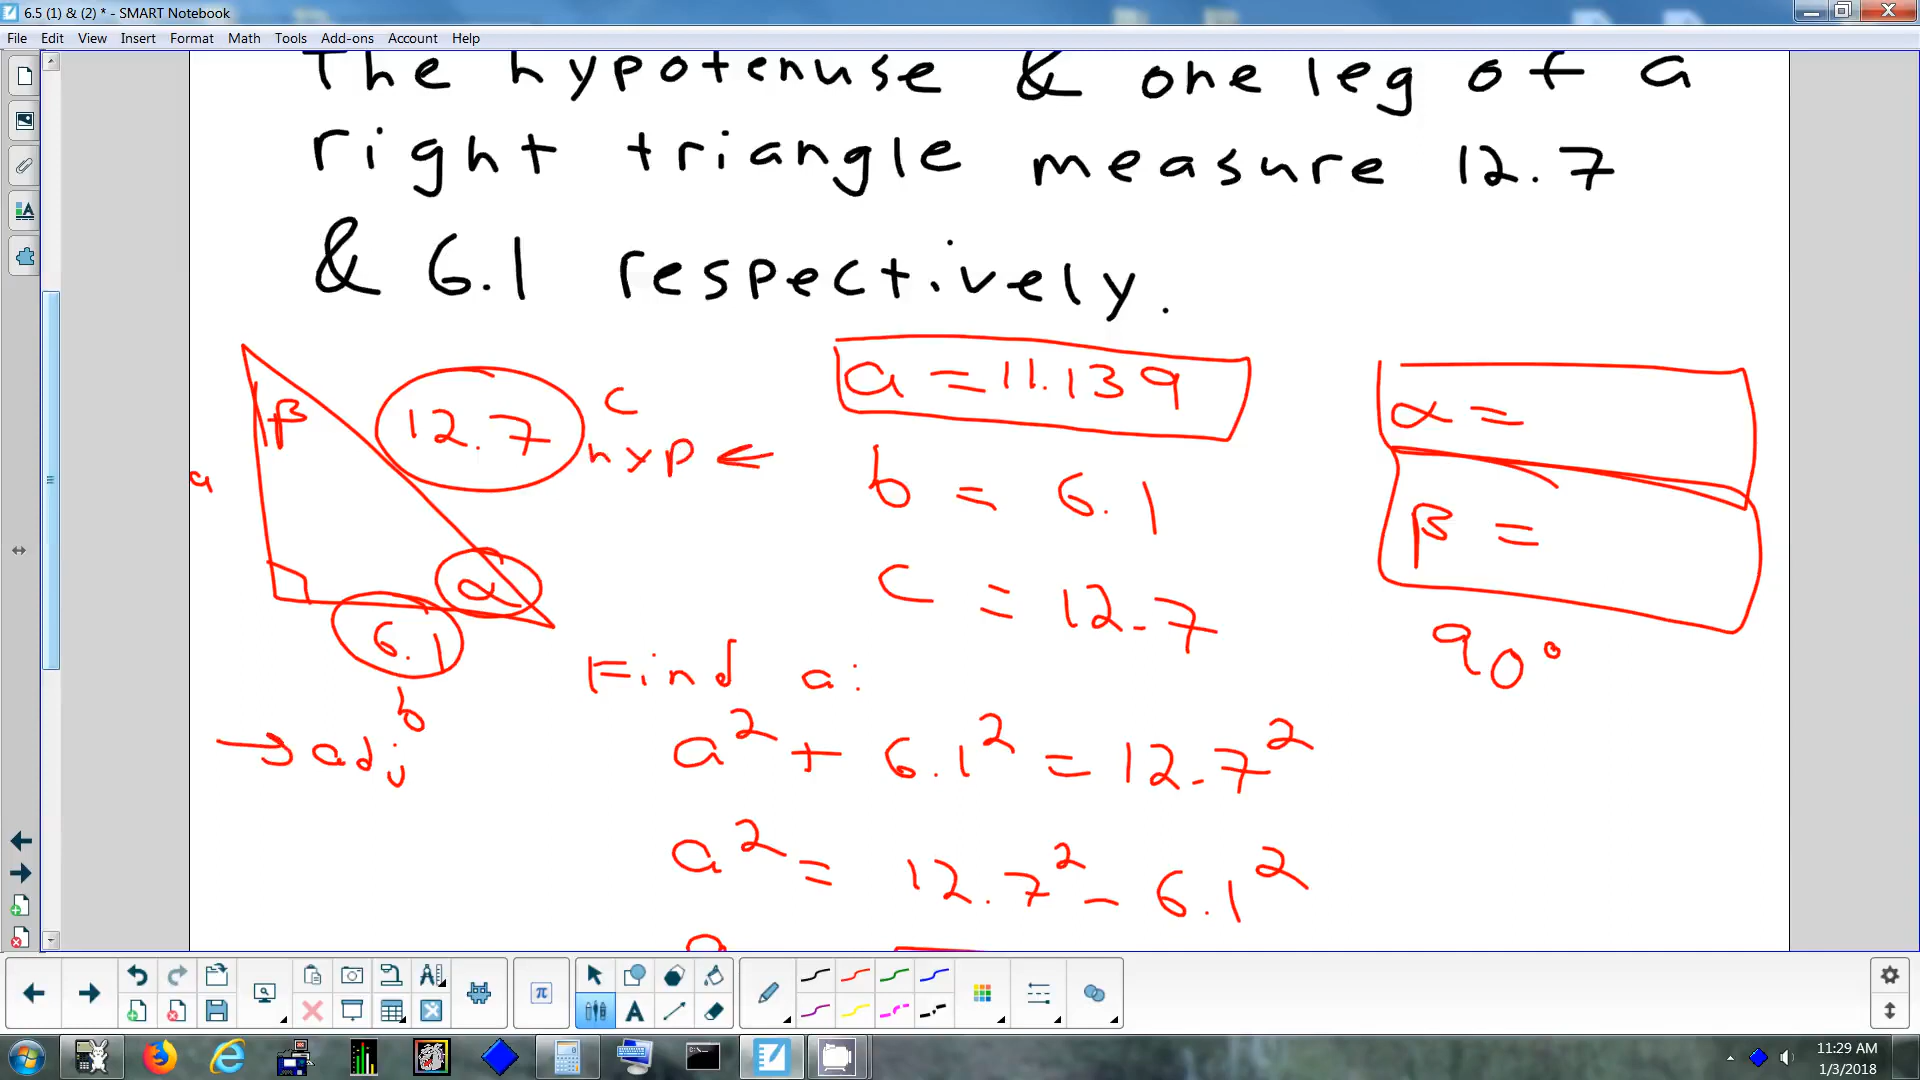 6.5 (1) & (2) * - SMART Notebook
File Edit View Insert Format Math Tools Add-ons Account Help
The hypotenuse & one leg of a
right triangle measure 12.7
& 6.1 respectively.
β
12.7
c
hyp ←
a
α
6.1
b
→ adj
a = 11.139
b = 6.1
c = 12.7
α =
β =
90°
Find a:
a² + 6.1² = 12.7²
a² = 12.7² - 6.1²
π
A
11:29 AM
1/3/2018